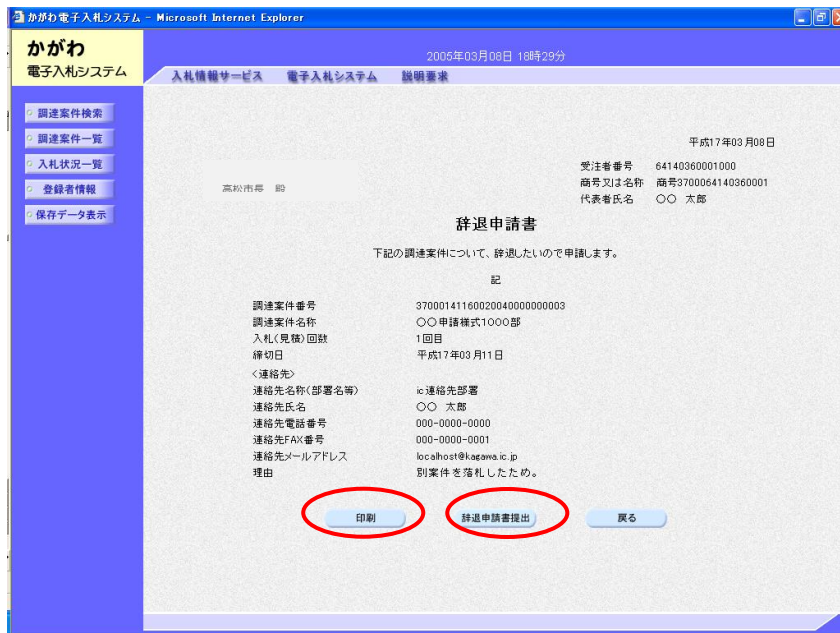 かがわ電子入札システム - Microsoft Internet Explorer
かがわ
電子入札システム
2005年03月08日 18時29分
入札情報サービス 電子入札システム 説明要求
調達案件検索
調達案件一覧
入札状況一覧
登録者情報
保存データ表示
平成17年03月08日
受注者番号 64140360001000
商号又は名称 商号3700064140360001
代表者氏名 〇〇 太郎
高松市長 殿
辞退申請書
下記の調達案件について、辞退したいので申請します。
記
調達案件番号 37000141160020040000000003
調達案件名称 〇〇申請様式1000部
入札(見積)回数 1回目
締切日 平成17年03月11日
<連絡先>
連絡先名称(部署名等) ic連絡先部署
連絡先氏名 〇〇 太郎
連絡先電話番号 000-0000-0000
連絡先FAX番号 000-0000-0001
連絡先メールアドレス localhost@kagawa.ic.jp
理由 別案件を落札したため。
印刷 辞退申請書提出 戻る